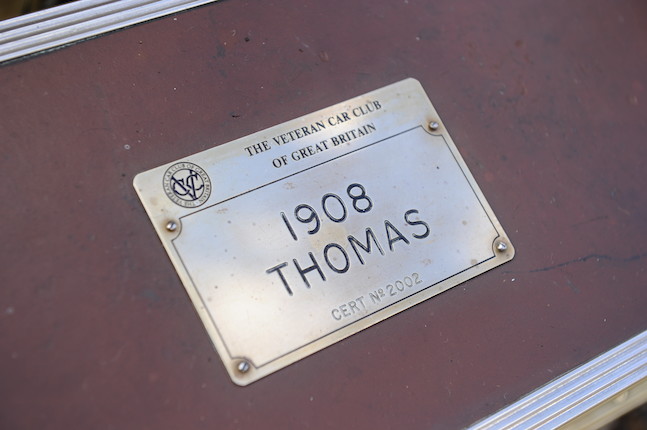 THE VETERAN CAR CLUB
OF GREAT BRITAIN
1908
THOMAS
CERT Nº 2002